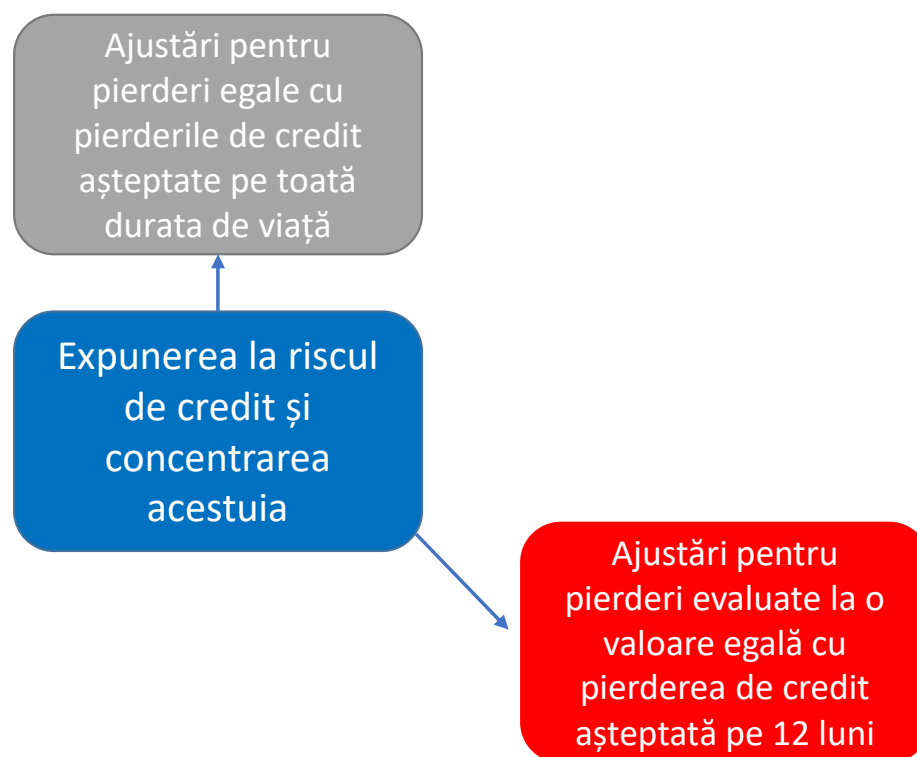 Ajustări pentru
pierderi egale cu
pierderile de credit
așteptate pe toată
durata de viață
Expunerea la riscul
de credit și
concentrarea
acestuia
Ajustări pentru
pierderi evaluate la o
valoare egală cu
pierderea de credit
așteptată pe 12 luni